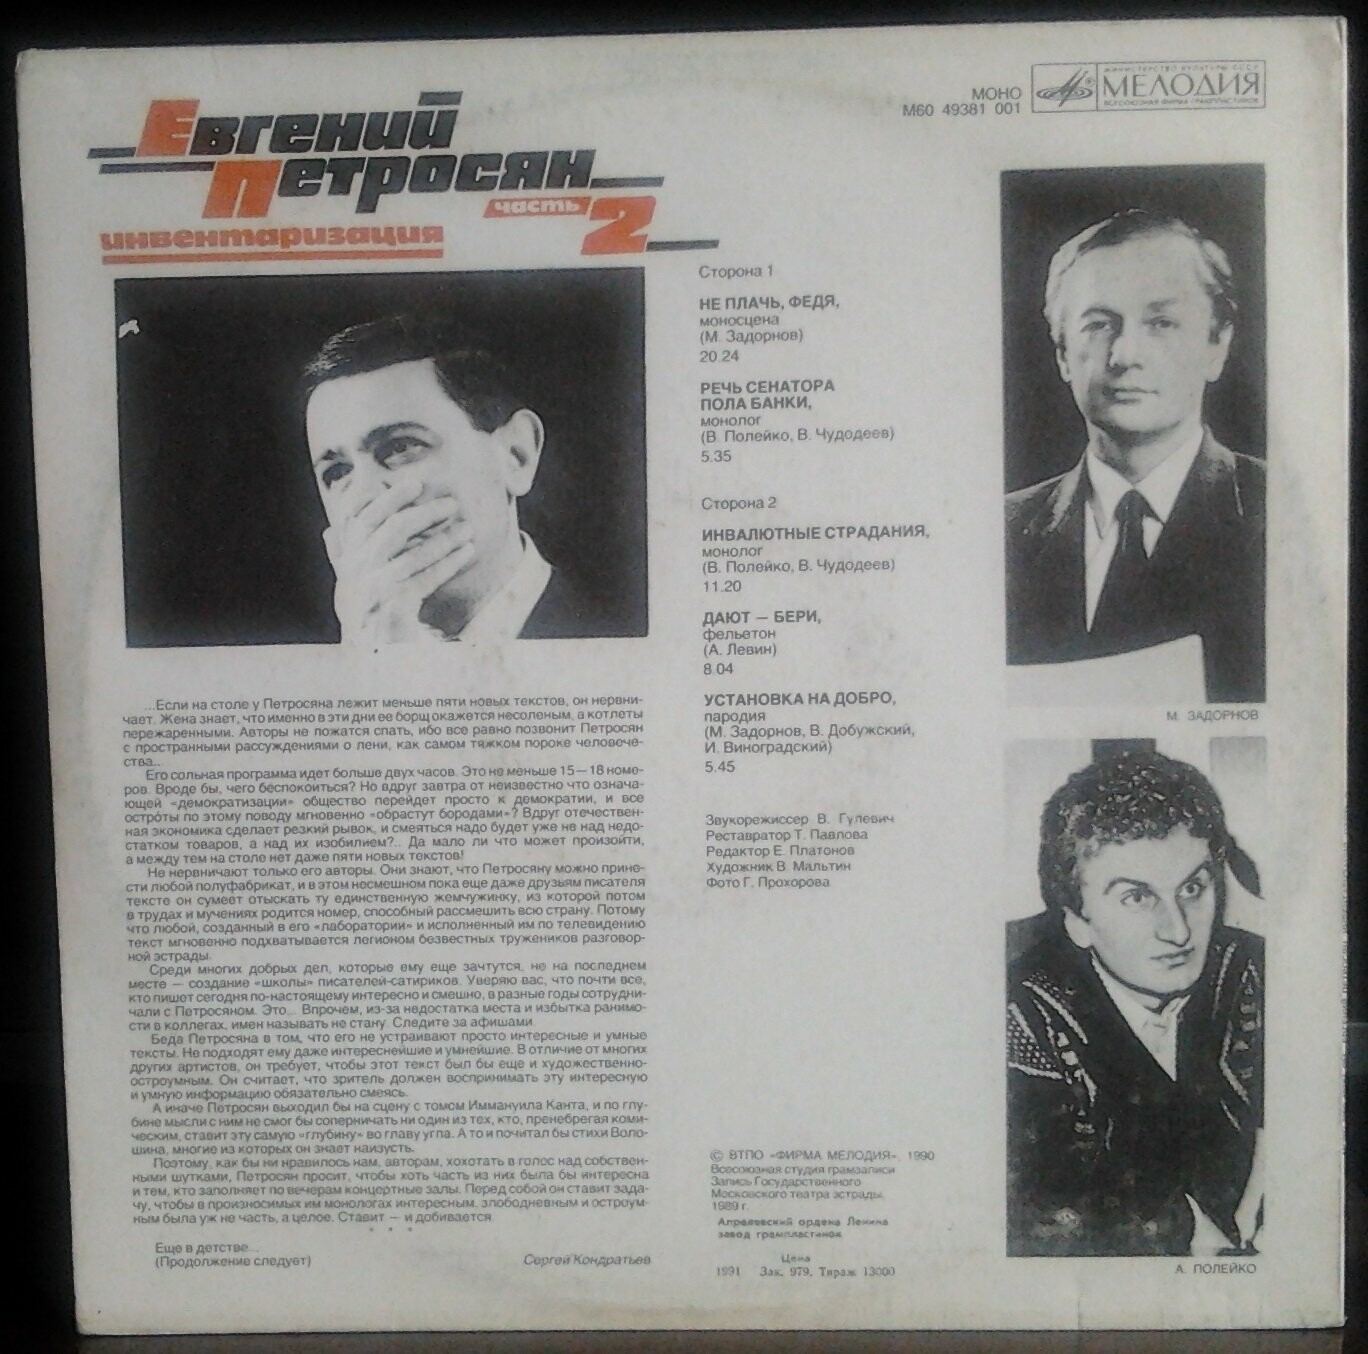 МОНО
М60 49381 001
МИНИСТЕРСТВО КУЛЬТУРЫ СССР
МЕЛОДИЯ
ВСЕСОЮЗНАЯ ФИРМА ГРАМПЛАСТИНОК
Евгений
Петросян
часть 2
инвентаризация
Сторона 1
НЕ ПЛАЧЬ, ФЕДЯ,
моносцена
(М. Задорнов)
20.24
РЕЧЬ СЕНАТОРА
ПОЛА БАНКИ,
монолог
(В. Полейко, В. Чудодеев)
5.35
Сторона 2
ИНВАЛЮТНЫЕ СТРАДАНИЯ,
монолог
(В. Полейко, В. Чудодеев)
11.20
ДАЮТ — БЕРИ,
фельетон
(А. Левин)
8.04
УСТАНОВКА НА ДОБРО,
пародия
(М. Задорнов, В. Добужский,
И. Виноградский)
5.45
Звукорежиссер В. Гулевич
Реставратор Т. Павлова
Редактор Е. Платонов
Художник В. Мальтин
Фото Г. Прохорова
М. ЗАДОРНОВ
...Если на столе у Петросяна лежит меньше пяти новых текстов, он нервни-
чает. Жена знает, что именно в эти дни ее борщ окажется несоленым, а котлеты
пережаренными. Авторы не ложатся спать, ибо все равно позвонит Петросян
с пространными рассуждениями о лени, как самом тяжком пороке человече-
ства...
Его сольная программа идет больше двух часов. Это не меньше 15—18 номе-
ров. Вроде бы, чего беспокоиться? Но вдруг завтра от неизвестно что означа-
ющей «демократизации» общество перейдет просто к демократии, и все
остроты по этому поводу мгновенно «обрастут бородами»? Вдруг отечествен-
ная экономика сделает резкий рывок, и смеяться надо будет уже не над недо-
статком товаров, а над их изобилием?.. Да мало ли что может произойти,
а между тем на столе нет даже пяти новых текстов!
Не нервничают только его авторы. Они знают, что Петросяну можно прине-
сти любой полуфабрикат, и в этом несмешном пока еще даже друзьям писателя
тексте он сумеет отыскать ту единственную жемчужинку, из которой потом
в трудах и мучениях родится номер, способный рассмешить всю страну. Потому
что любой, созданный в его «лаборатории» и исполненный им по телевидению
текст мгновенно подхватывается легионом безвестных тружеников разговор-
ной эстрады.
Среди многих добрых дел, которые ему еще зачтутся, не на последнем
месте — создание «школы» писателей-сатириков. Уверяю вас, что почти все,
кто пишет сегодня по-настоящему интересно и смешно, в разные годы сотрудни-
чали с Петросяном. Это... Впрочем, из-за недостатка места и избытка рани­мо-
сти в коллегах, имен называть не стану. Следите за афишами.
Беда Петросяна в том, что его не устраивают просто интересные и умные
тексты. Не подходят ему даже интереснейшие и умнейшие. В отличие от многих
других артистов, он требует, чтобы этот текст был бы еще и художественно-
остроумным. Он считает, что зритель должен воспринимать эту интересную
и умную информацию обязательно смеясь.
А иначе Петросян выходил бы на сцену с томом Иммануила Канта, и по глу-
бине мысли с ним не смог бы соперничать ни один из тех, кто, пренебрегая коми-
ческим, ставит эту самую «глубину» во главу угла. А то и почитал бы стихи Воло-
шина, многие из которых он знает наизусть.
Поэтому, как бы ни нравилось нам, авторам, хохотать в голос над собствен-
ными шутками, Петросян просит, чтобы хоть часть из них была бы интересна
и тем, кто заполняет по вечерам концертные залы. Перед собой он ставит зада-
чу, чтобы в произносимых им монологах интересным, злободневным и остроум-
ным была уж не часть, а целое. Ставит — и добивается.
* * *
Еще в детстве...
(Продолжение следует)
Сергей Кондратьев
© ВТПО «ФИРМА МЕЛОДИЯ», 1990
Всесоюзная студия грамзаписи
Запись Государственного
Московского театра эстрады,
1989 г.
Апрелевский ордена Ленина
завод грампластинок
Цена
1991 Зак. 979. Тираж 13000
А. ПОЛЕЙКО